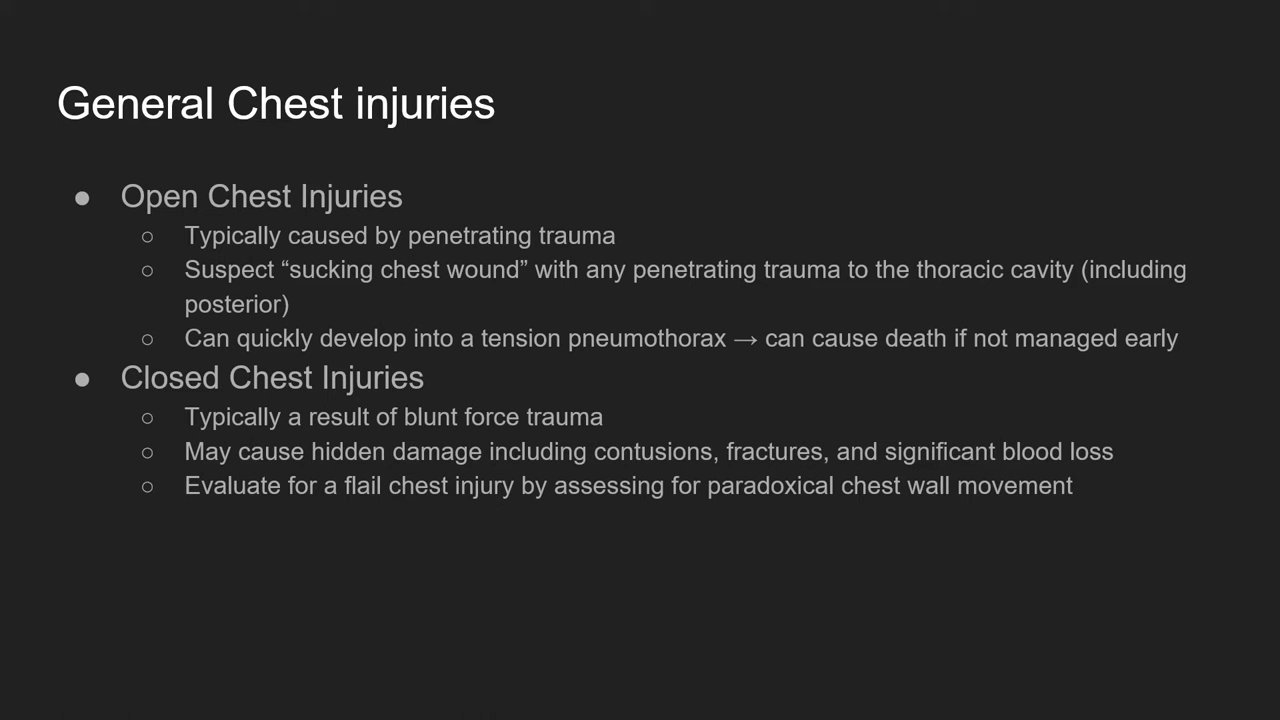 General Chest injuries
● Open Chest Injuries
○ Typically caused by penetrating trauma
○ Suspect “sucking chest wound” with any penetrating trauma to the thoracic cavity (including
posterior)
○ Can quickly develop into a tension pneumothorax → can cause death if not managed early
● Closed Chest Injuries
○ Typically a result of blunt force trauma
○ May cause hidden damage including contusions, fractures, and significant blood loss
○ Evaluate for a flail chest injury by assessing for paradoxical chest wall movement